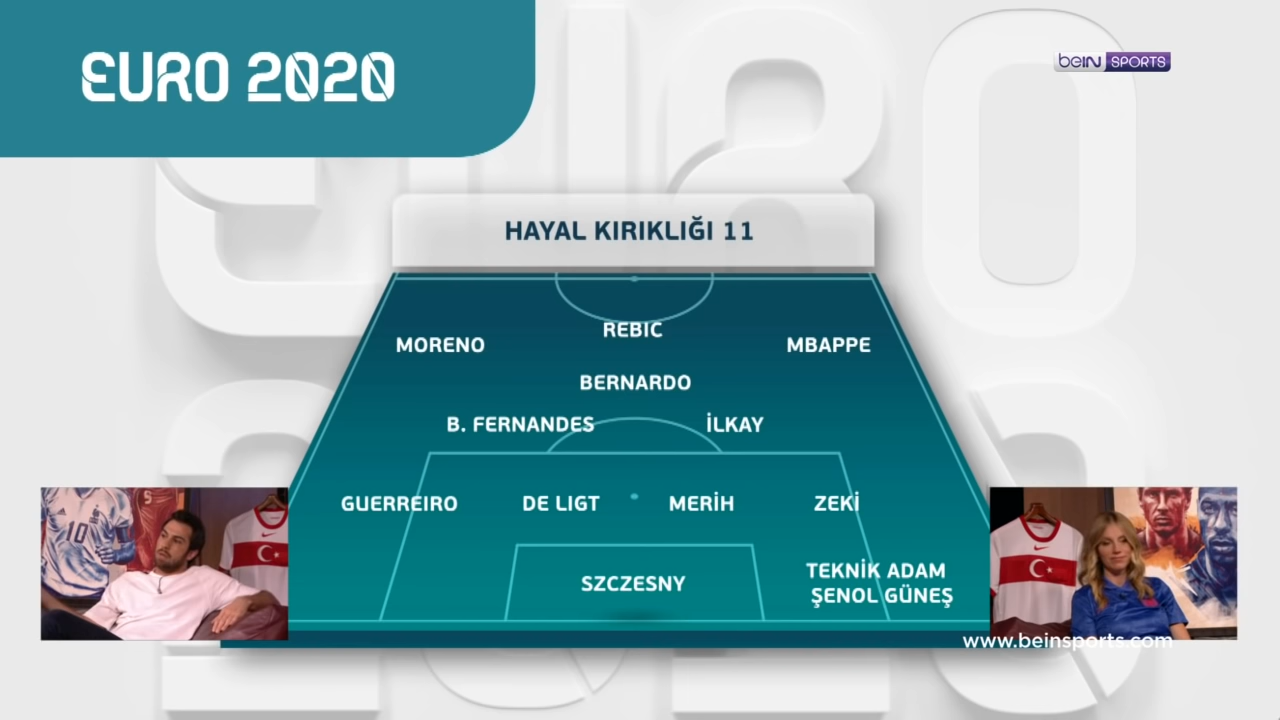 EURO 2020
beIN SPORTS
HAYAL KIRIKLIĞI 11
REBIC
MORENO
MBAPPE
BERNARDO
B. FERNANDES
İLKAY
GUERREIRO
DE LIGT
MERİH
ZEKİ
SZCZESNY
TEKNİK ADAM
ŞENOL GÜNEŞ
10
www.beinsports.com